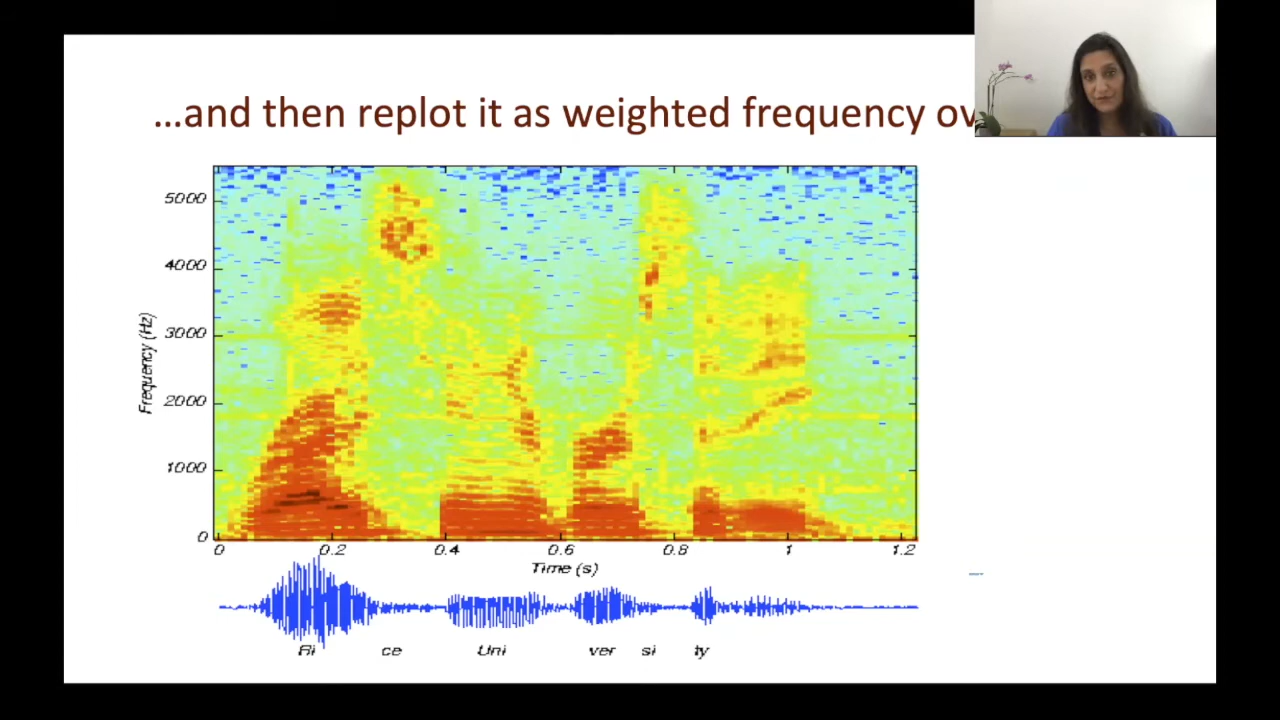 ...and then replot it as weighted frequency ov
5000
4000
3000
2000
1000
0
Frequency (Hz)
0 0.2 0.4 0.6 0.8 1 1.2
Time (s)
Ri ce Uni ver si ty